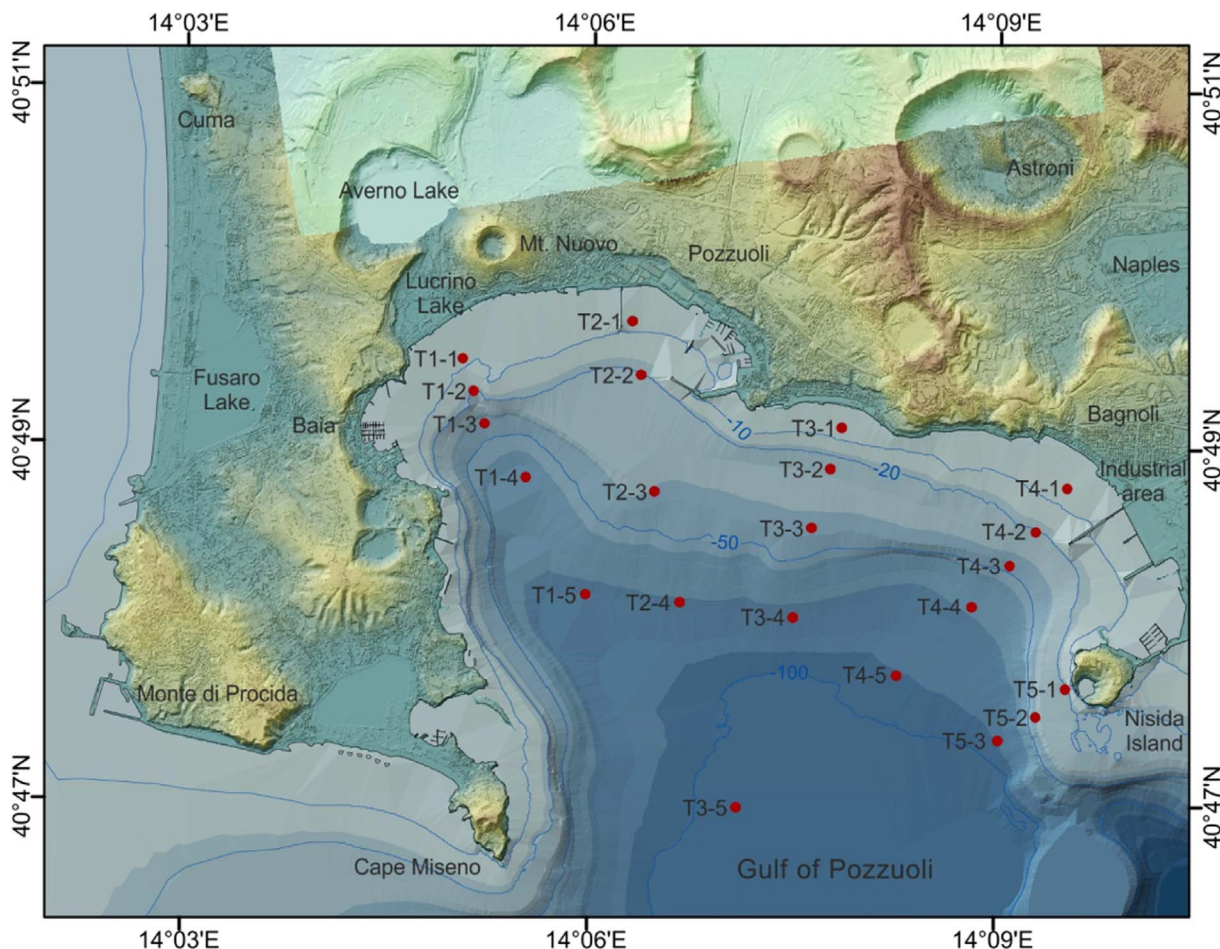 14°03'E
14°06'E
14°09'E
40°51'N
40°51'N
Cuma
Averno Lake
Astroni
Mt. Nuovo
Pozzuoli
Naples
Lucrino
Lake
T2-1
T1-1
T2-2
Fusaro
Lake
T1-2
Baia
T1-3
-10
T3-1
Bagnoli
40°49'N
40°49'N
T1-4
T2-3
T3-2
-20
Industrial
area
T4-1
T3-3
-50
T4-2
T4-3
T1-5
T2-4
T3-4
T4-4
-100
T4-5
Monte di Procida
T5-1
T5-2
Nisida
Island
T5-3
40°47'N
40°47'N
T3-5
Cape Miseno
Gulf of Pozzuoli
14°03'E
14°06'E
14°09'E